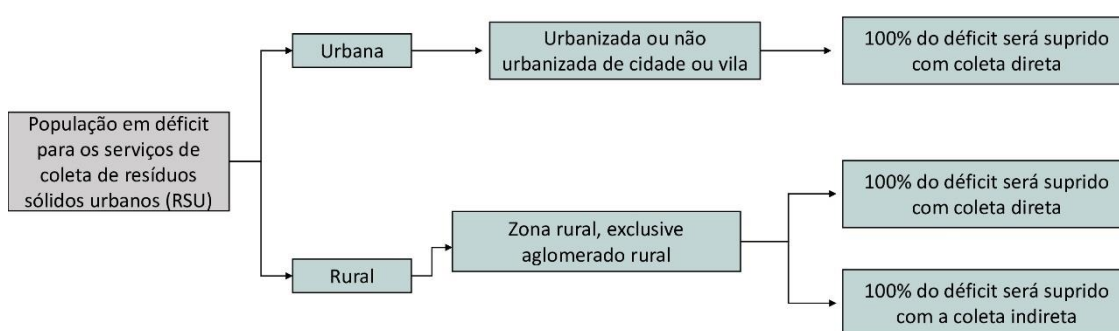 População em déficit
para os serviços de
coleta de resíduos
sólidos urbanos (RSU)
Urbana
Urbanizada ou não
urbanizada de cidade ou vila
100% do déficit será suprido
com coleta direta
Rural
Zona rural, exclusive
aglomerado rural
100% do déficit será suprido
com coleta direta
100% do déficit será suprido
com a coleta indireta